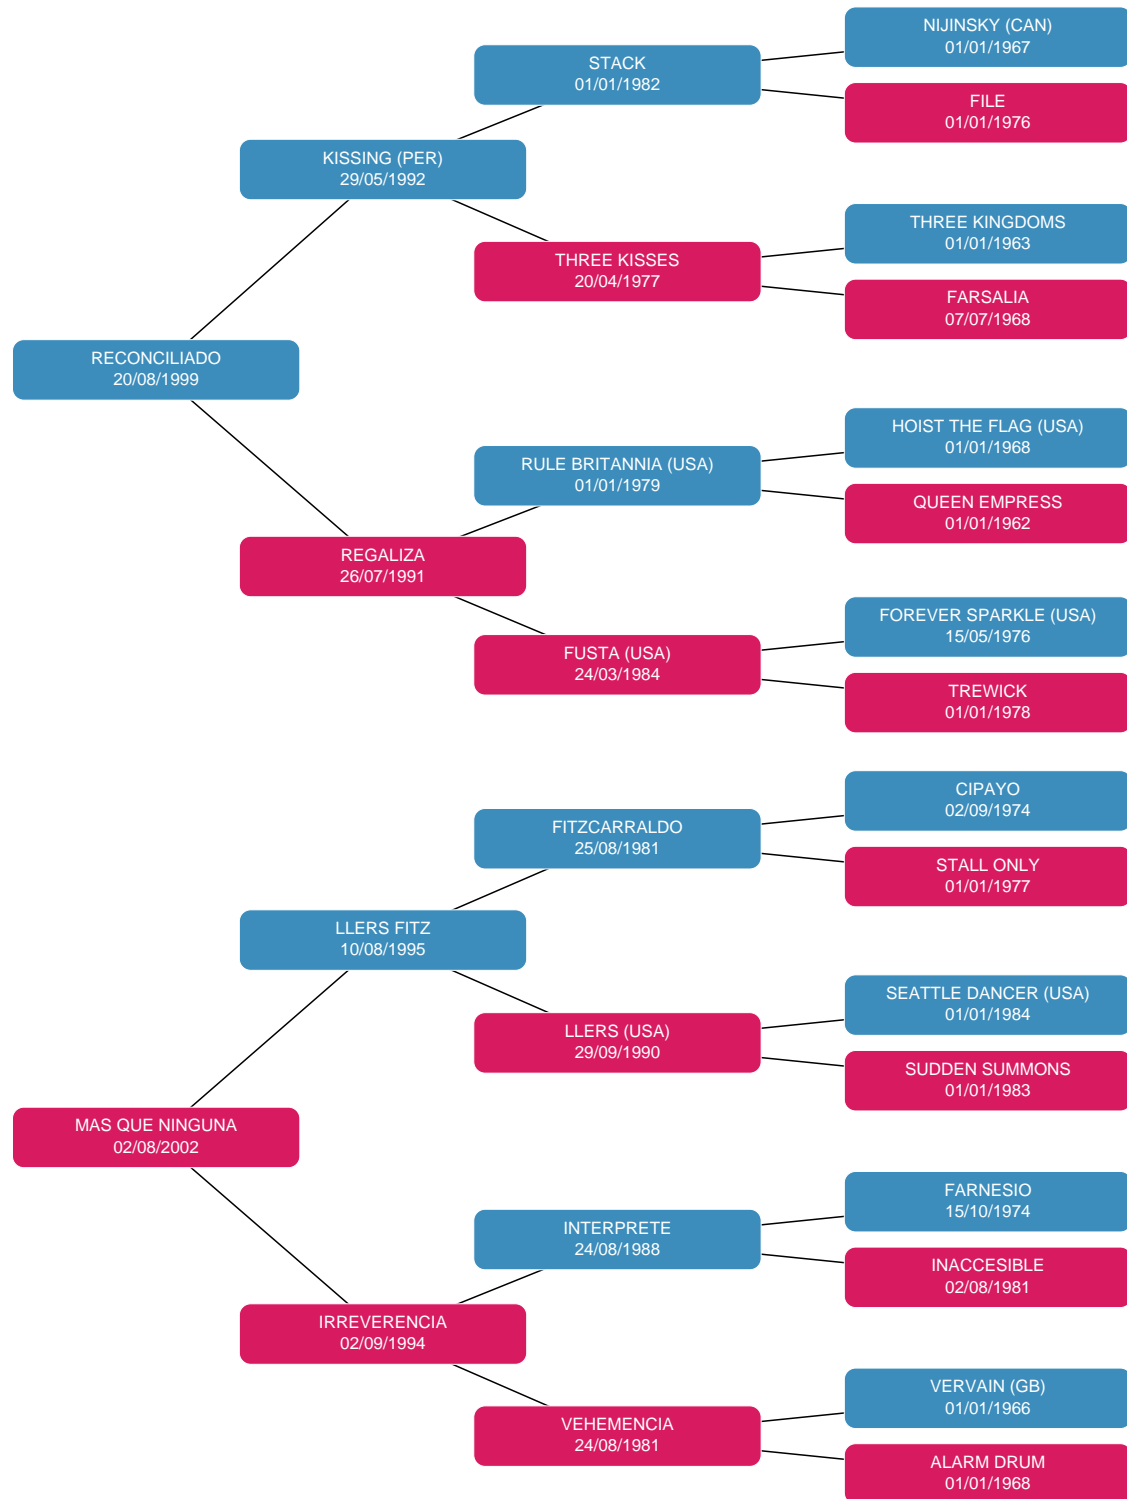 NIJINSKY (CAN)
01/01/1967
STACK
01/01/1982
FILE
01/01/1976
KISSING (PER)
29/05/1992
THREE KINGDOMS
01/01/1963
THREE KISSES
20/04/1977
FARSALIA
07/07/1968
RECONCILIADO
20/08/1999
HOIST THE FLAG (USA)
01/01/1968
RULE BRITANNIA (USA)
01/01/1979
QUEEN EMPRESS
01/01/1962
REGALIZA
26/07/1991
FOREVER SPARKLE (USA)
15/05/1976
FUSTA (USA)
24/03/1984
TREWICK
01/01/1978
CIPAYO
02/09/1974
FITZCARRALDO
25/08/1981
STALL ONLY
01/01/1977
LLERS FITZ
10/08/1995
SEATTLE DANCER (USA)
01/01/1984
LLERS (USA)
29/09/1990
SUDDEN SUMMONS
01/01/1983
MAS QUE NINGUNA
02/08/2002
FARNESIO
15/10/1974
INTERPRETE
24/08/1988
INACCESIBLE
02/08/1981
IRREVERENCIA
02/09/1994
VERVAIN (GB)
01/01/1966
VEHEMENCIA
24/08/1981
ALARM DRUM
01/01/1968